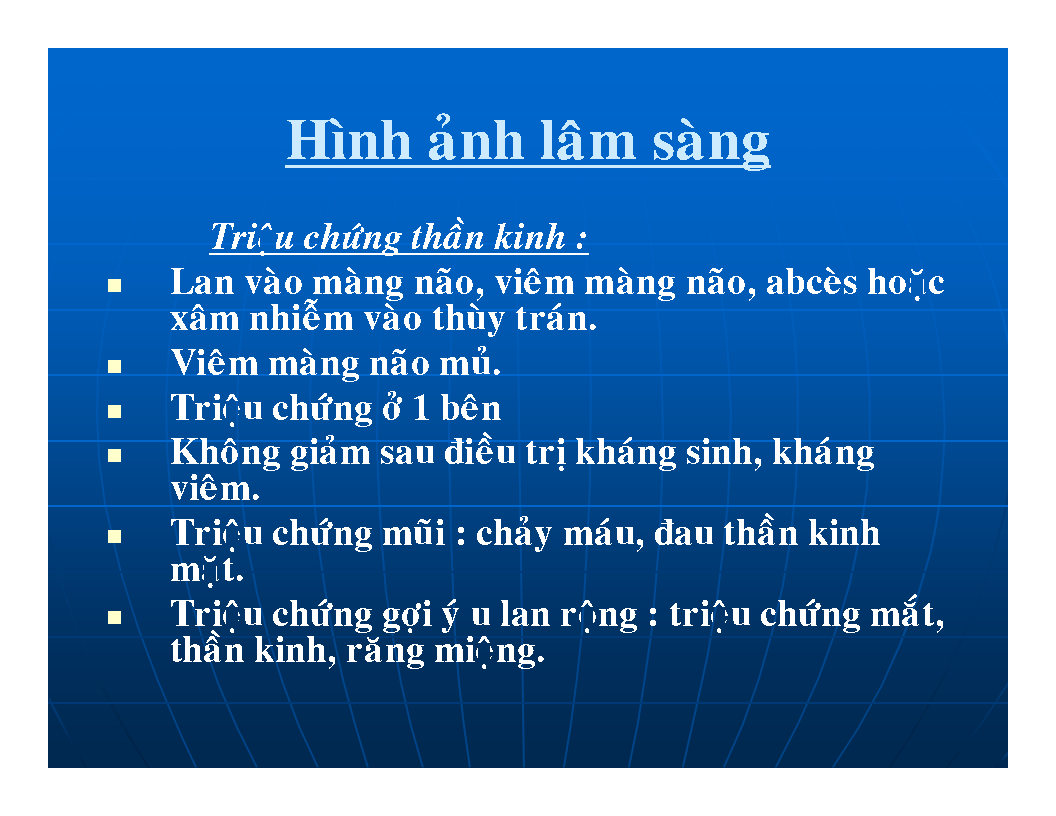 Hình ảnh lâm sàng
Triệu chứng thần kinh :
Lan vào màng não, viêm màng não, abcès hoặc
xâm nhiễm vào thùy trán.
Viêm màng não mủ.
Triệu chứng ở 1 bên
Không giảm sau điều trị kháng sinh, kháng
viêm.
Triệu chứng mũi : chảy máu, đau thần kinh
mặt.
Triệu chứng gợi ý u lan rộng : triệu chứng mắt,
thần kinh, răng miệng.